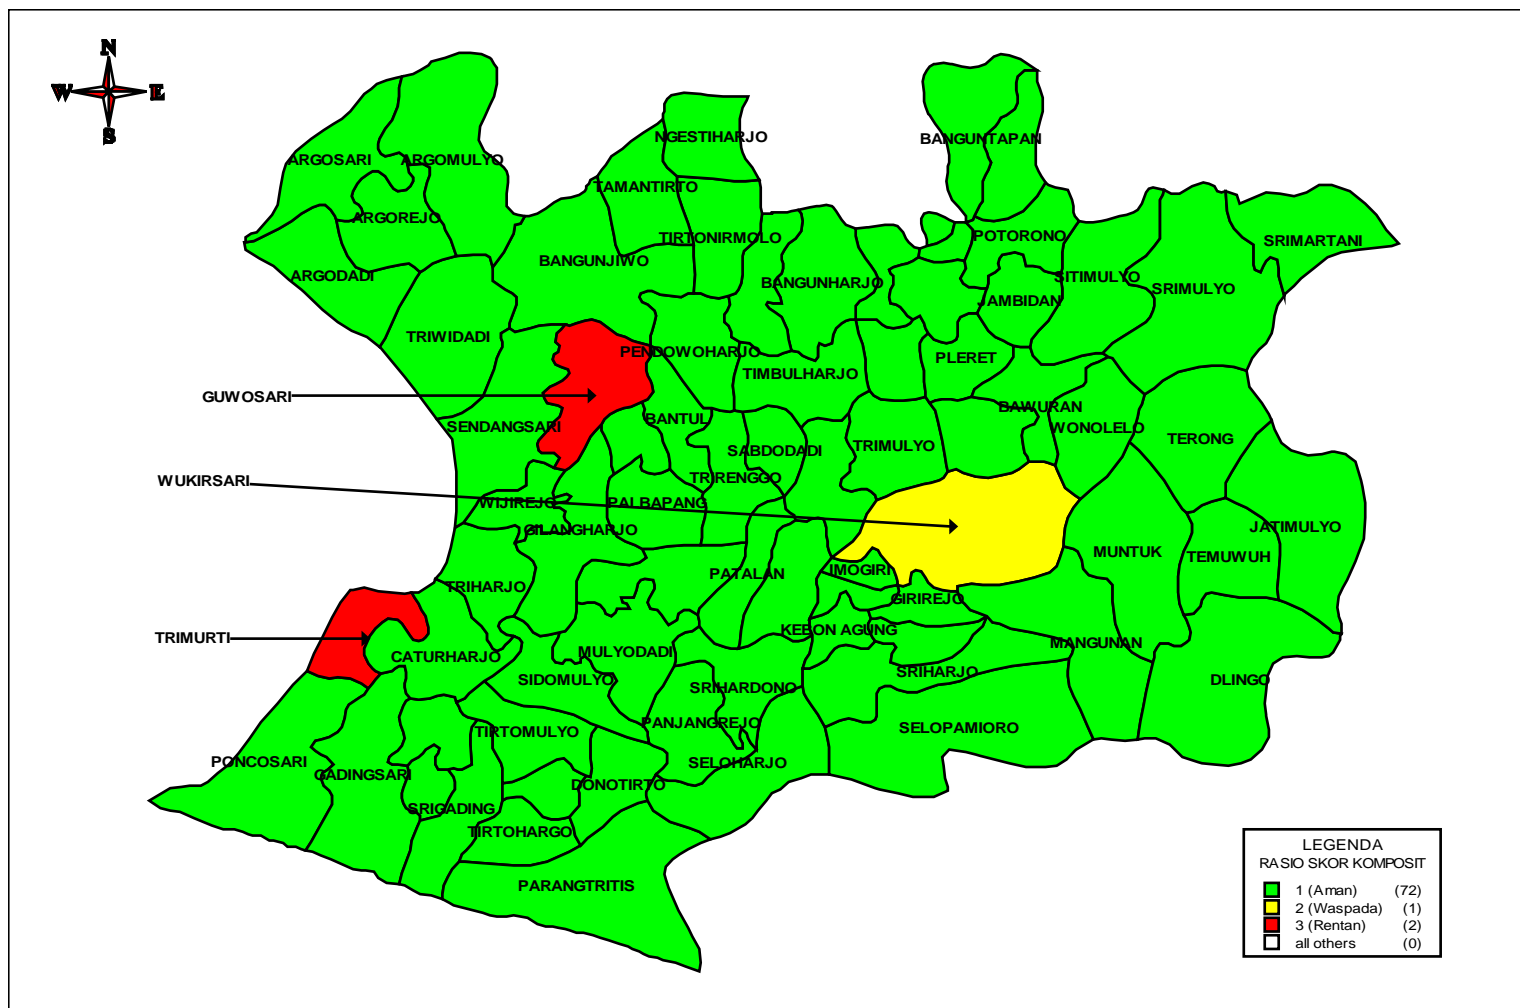 N
W E
S
NGESTIHARJO
BANGUNTAPAN
ARGOSARI
ARGOMULYO
TAMANTIRTO
ARGOREJO
TIRTONIRMOLO
POTORONO
SRIMARTANI
BANGUNJIWO
ARGODADI
BANGUNHARJO
SITIMULYO
SRIMULYO
JAMBIDAN
TRIWIDADI
PENDOWOHARJO
PLERET
TIMBULHARJO
GUWOSARI
BAWURAN
SENDANGSARI
BANTUL
WONOLELO
TERONG
SABDODADI
TRIMULYO
WUKIRSARI
TRIRENGGO
WIJIREJO
PALBAPANG
GILANGHARJO
JATIMULYO
MUNTUK
TEMUWUH
PATALAN
IMOGIRI
TRIHARJO
GIRIREJO
TRIMURTI
KEBON AGUNG
MANGUNAN
CATURHARJO
MULYODADI
SIDOMULYO
SRIHARJO
DLINGO
SRIHARDONO
PANJANGREJO
SELOPAMIORO
TIRTOMULYO
PONCOSARI
SELOHARJO
GADINGSARI
DONOTIRTO
SRIGADING
TIRTOHARGO
PARANGTRITIS
LEGENDA
RASIO SKOR KOMPOSIT
1 (Aman) (72)
2 (Waspada) (1)
3 (Rentan) (2)
all others (0)